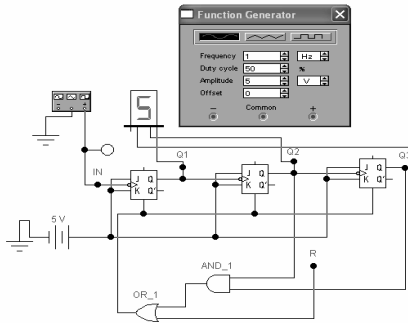 Function Generator
Frequency 1 Hz
Duty cycle 50 %
Amplitude 5 V
Offset 0
− Common +
5
Q1
Q2
Q3
IN
J Q
K Q'
J Q
K Q'
J Q
K Q'
5 V
AND_1
R
OR_1